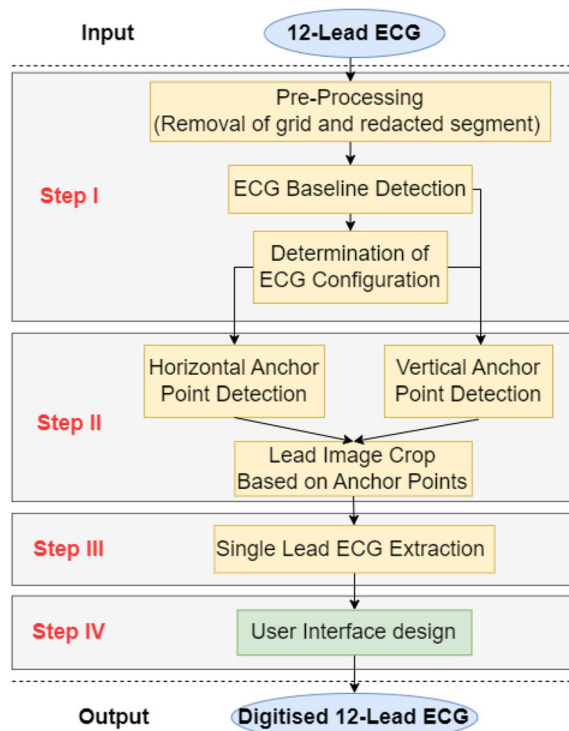 Input
12-Lead ECG
Pre-Processing
(Removal of grid and redacted segment)
Step I
ECG Baseline Detection
Determination of
ECG Configuration
Horizontal Anchor
Point Detection
Vertical Anchor
Point Detection
Step II
Lead Image Crop
Based on Anchor Points
Step III
Single Lead ECG Extraction
Step IV
User Interface design
Output
Digitised 12-Lead ECG